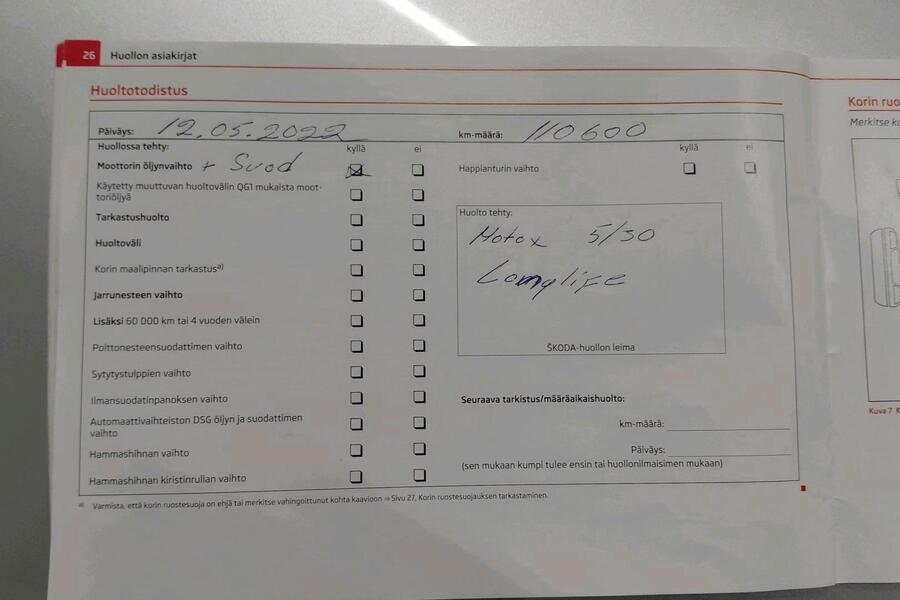 26 Huollon asiakirjat
Huoltotodistus
Päiväys: 12.05.2022 km-määrä: 110600
Huollossa tehty: kyllä ei kyllä ei
Moottorin öljynvaihto + Suod Happianturin vaihto
Käytetty muuttuvan huoltovälin QG1 mukaista moot-
toriöljyä
Tarkastushuolto
Huoltoväli
Korin maalipinnan tarkastus a)
Jarrunesteen vaihto
Lisäksi 60 000 km tai 4 vuoden välein
Polttonesteensuodattimen vaihto
Sytytystulppien vaihto
Ilmansuodatinpanoksen vaihto
Automaattivaihteiston DSG öljyn ja suodattimen
vaihto
Hammashihnan vaihto
Hammashihnan kiristinrullan vaihto
Huolto tehty:
Motox 5/30
Longlife
ŠKODA-huollon leima
Seuraava tarkistus/määräaikaishuolto:
km-määrä:
Päiväys:
(sen mukaan kumpi tulee ensin tai huollonilmaisimen mukaan)
a) Varmista, että korin ruostesuoja on ehjä tai merkitse vahingoittunut kohta kaavioon ⇒ Sivu 27, Korin ruostesuojauksen tarkastaminen.
Korin ruo
Merkitse ko
Kuva 7 K